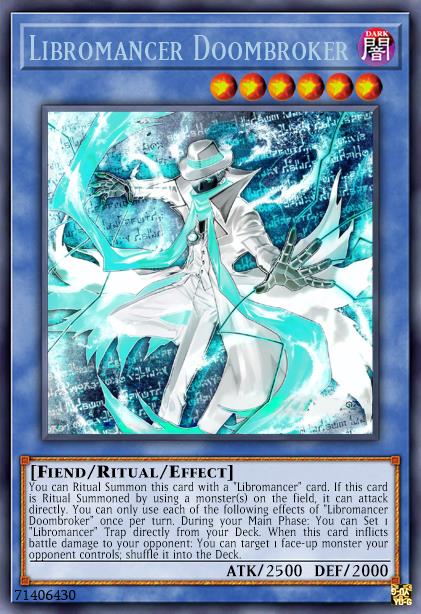 LIBROMANCER DOOMBROKER
DARK
闇
[FIEND/RITUAL/EFFECT]
You can Ritual Summon this card with a "Libromancer" card. If this card
is Ritual Summoned by using a monster(s) on the field, it can attack
directly. You can only use each of the following effects of "Libromancer
Doombroker" once per turn. During your Main Phase: You can Set 1
"Libromancer" Trap directly from your Deck. When this card inflicts
battle damage to your opponent: You can target 1 face-up monster your
opponent controls; shuffle it into the Deck.
ATK/2500 DEF/2000
71406430